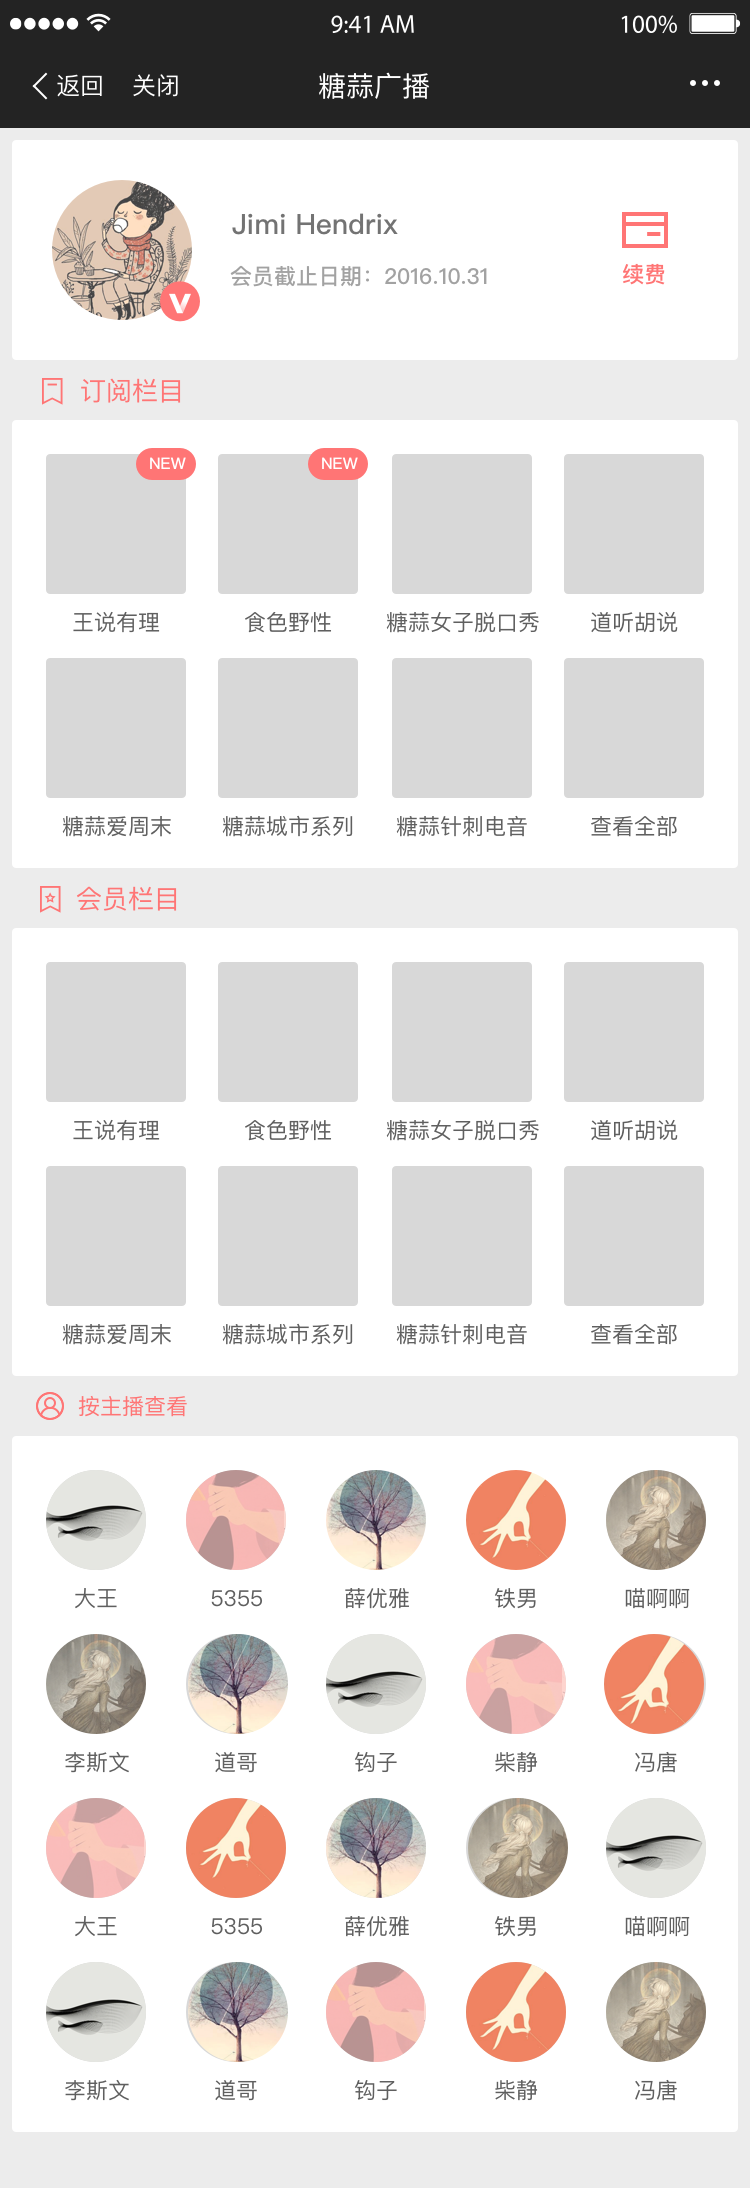 9:41 AM 100%
返回 关闭 糖蒜广播
Jimi Hendrix
会员截止日期：2016.10.31
续费
V
订阅栏目
NEW NEW
王说有理 食色野性 糖蒜女子脱口秀 道听胡说
糖蒜爱周末 糖蒜城市系列 糖蒜针刺电音 查看全部
会员栏目
王说有理 食色野性 糖蒜女子脱口秀 道听胡说
糖蒜爱周末 糖蒜城市系列 糖蒜针刺电音 查看全部
按主播查看
大王 5355 薛优雅 铁男 喵啊啊
李斯文 道哥 钩子 柴静 冯唐
大王 5355 薛优雅 铁男 喵啊啊
李斯文 道哥 钩子 柴静 冯唐